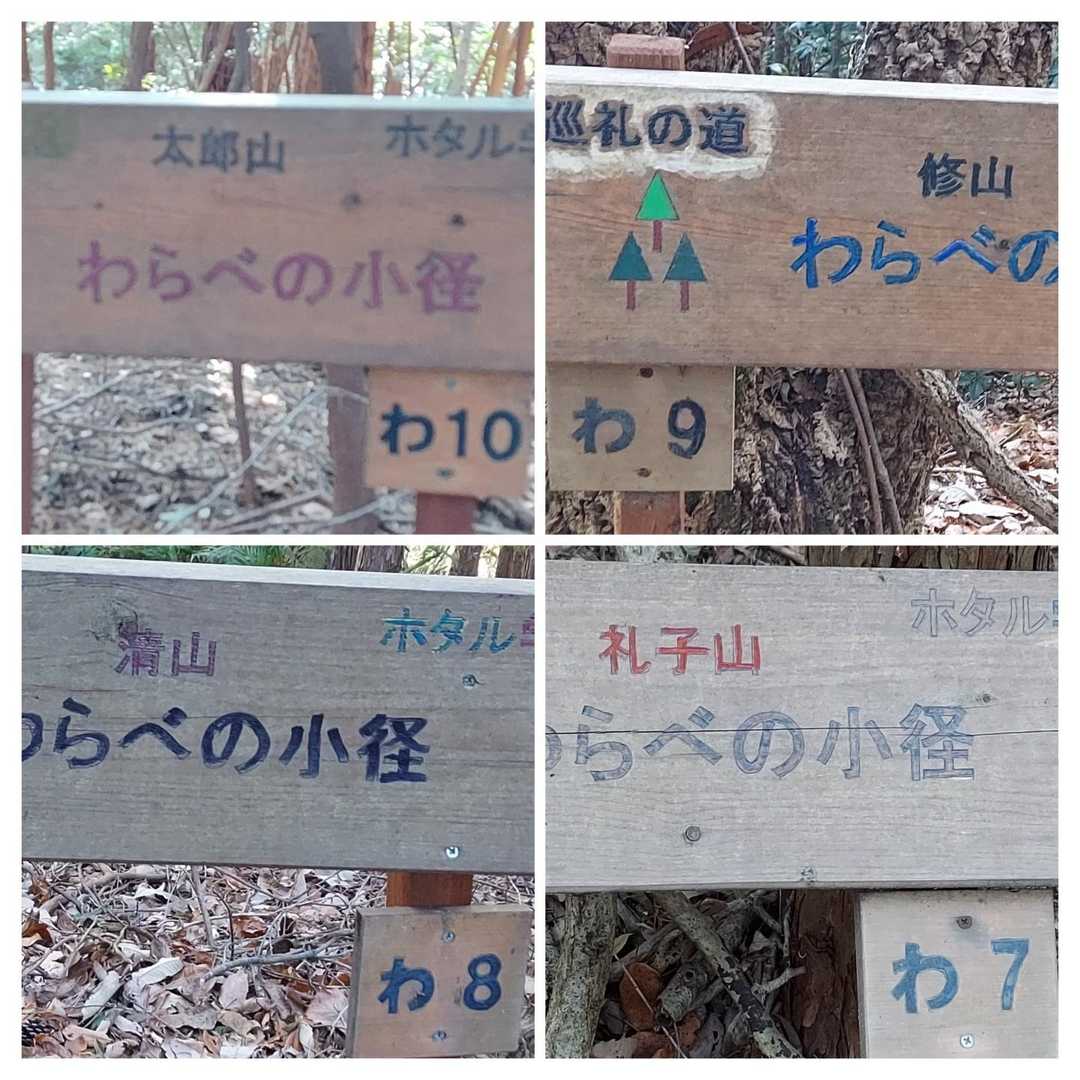 太郎山 ホタル
わらべの小径
わ10
巡礼の道
修山
わらべの
わ9
清山 ホタル
わらべの小径
わ8
礼子山 ホタル
わらべの小径
わ7